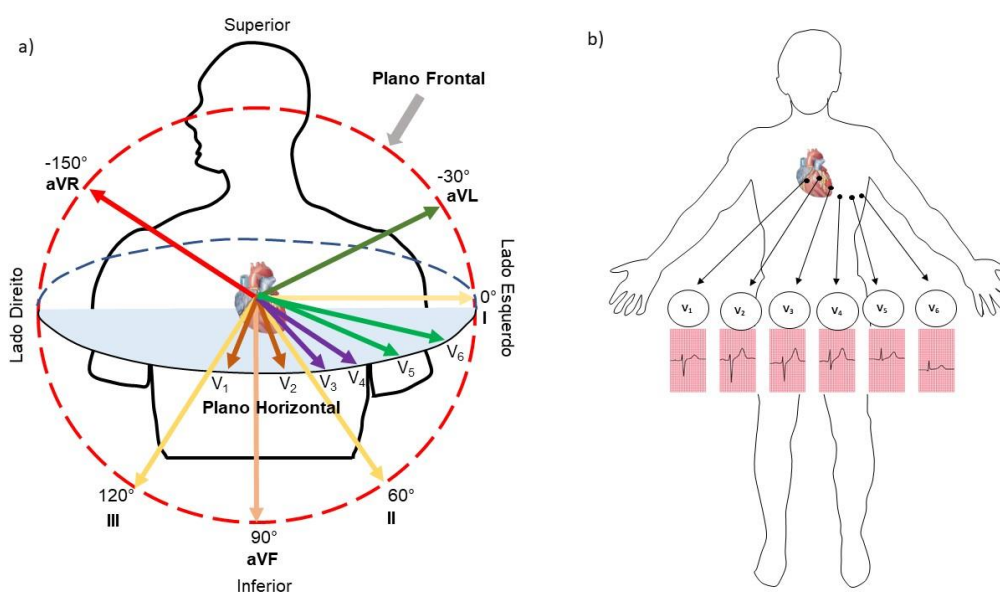 a)
Superior
Plano Frontal
-150°
aVR
-30°
aVL
Lado Direito
Lado Esquerdo
0°
I
V6
V5
V4
V3
V2
V1
Plano Horizontal
120°
III
60°
II
90°
aVF
Inferior
b)
V1
V2
V3
V4
V5
V6